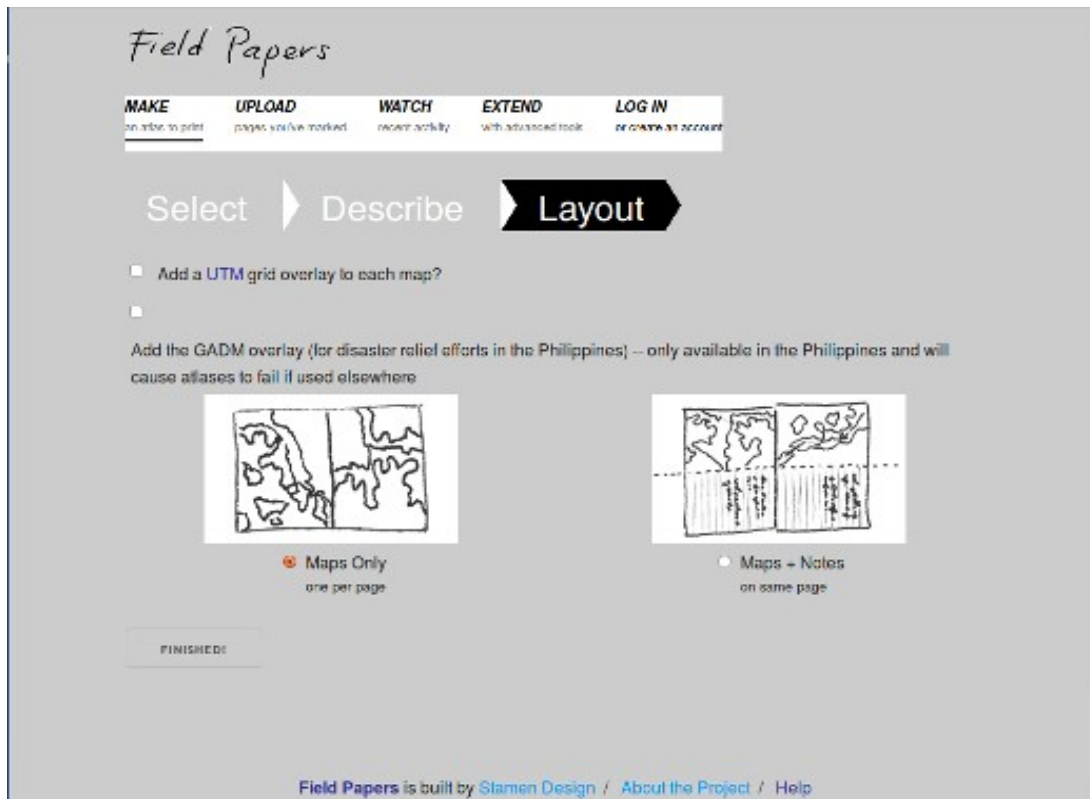 Field Papers
MAKE
an atlas to print
UPLOAD
pages you've marked
WATCH
recent activity
EXTEND
with advanced tools
LOG IN
or create an account
Select
Describe
Layout
Add a UTM grid overlay to each map?
Add the GADM overlay (for disaster relief efforts in the Philippines) -- only available in the Philippines and will
cause atlases to fail if used elsewhere
Maps Only
one per page
Maps + Notes
on same page
FINISHED!
Field Papers is built by Stamen Design / About the Project / Help